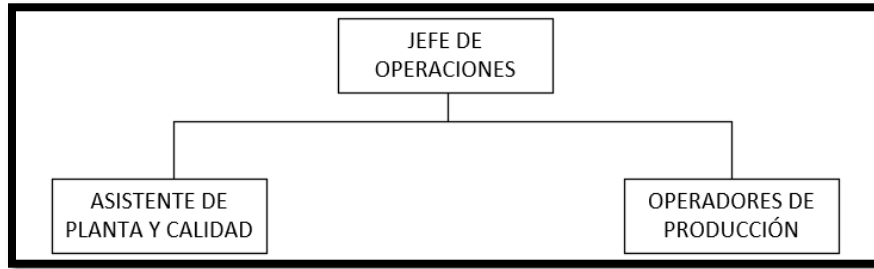 JEFE DE
OPERACIONES
ASISTENTE DE
PLANTA Y CALIDAD
OPERADORES DE
PRODUCCIÓN